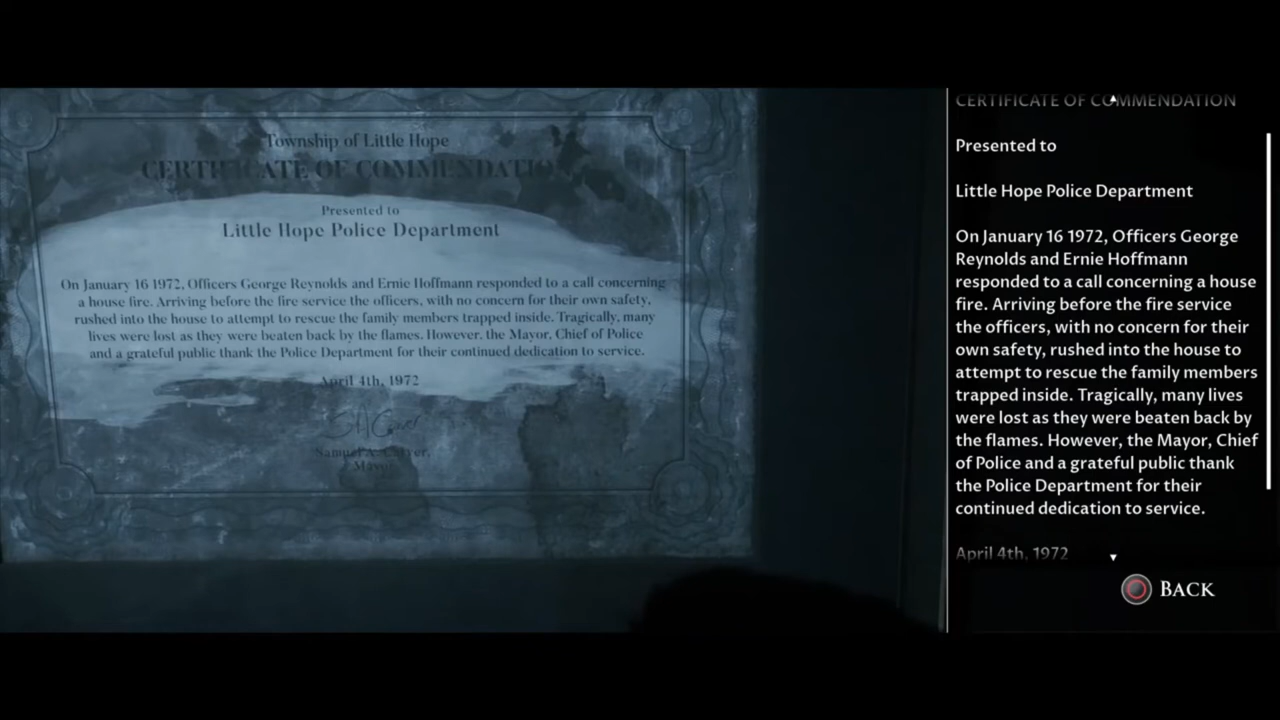 Township of Little Hope
CERTIFICATE OF COMMENDATION
Presented to
Little Hope Police Department
On January 16 1972, Officers George Reynolds and Ernie Hoffmann responded to a call concerning
a house fire. Arriving before the fire service the officers, with no concern for their own safety,
rushed into the house to attempt to rescue the family members trapped inside. Tragically, many
lives were lost as they were beaten back by the flames. However, the Mayor, Chief of Police
and a grateful public thank the Police Department for their continued dedication to service.
April 4th, 1972
Samuel
Mayor
CERTIFICATE OF COMMENDATION
Presented to
Little Hope Police Department
On January 16 1972, Officers George
Reynolds and Ernie Hoffmann
responded to a call concerning a house
fire. Arriving before the fire service
the officers, with no concern for their
own safety, rushed into the house to
attempt to rescue the family members
trapped inside. Tragically, many lives
were lost as they were beaten back by
the flames. However, the Mayor, Chief
of Police and a grateful public thank
the Police Department for their
continued dedication to service.
April 4th, 1972
BACK